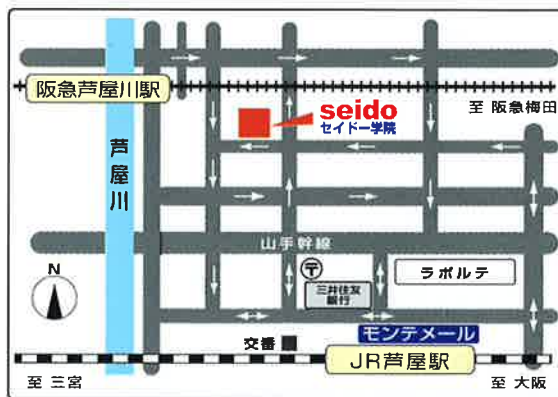 阪急芦屋川駅
至 阪急梅田
seido
セイドー学院
芦屋川
山手幹線
N
〒
三井住友
銀行
ラポルテ
交番
モンテメール
JR芦屋駅
至 三宮
至 大阪